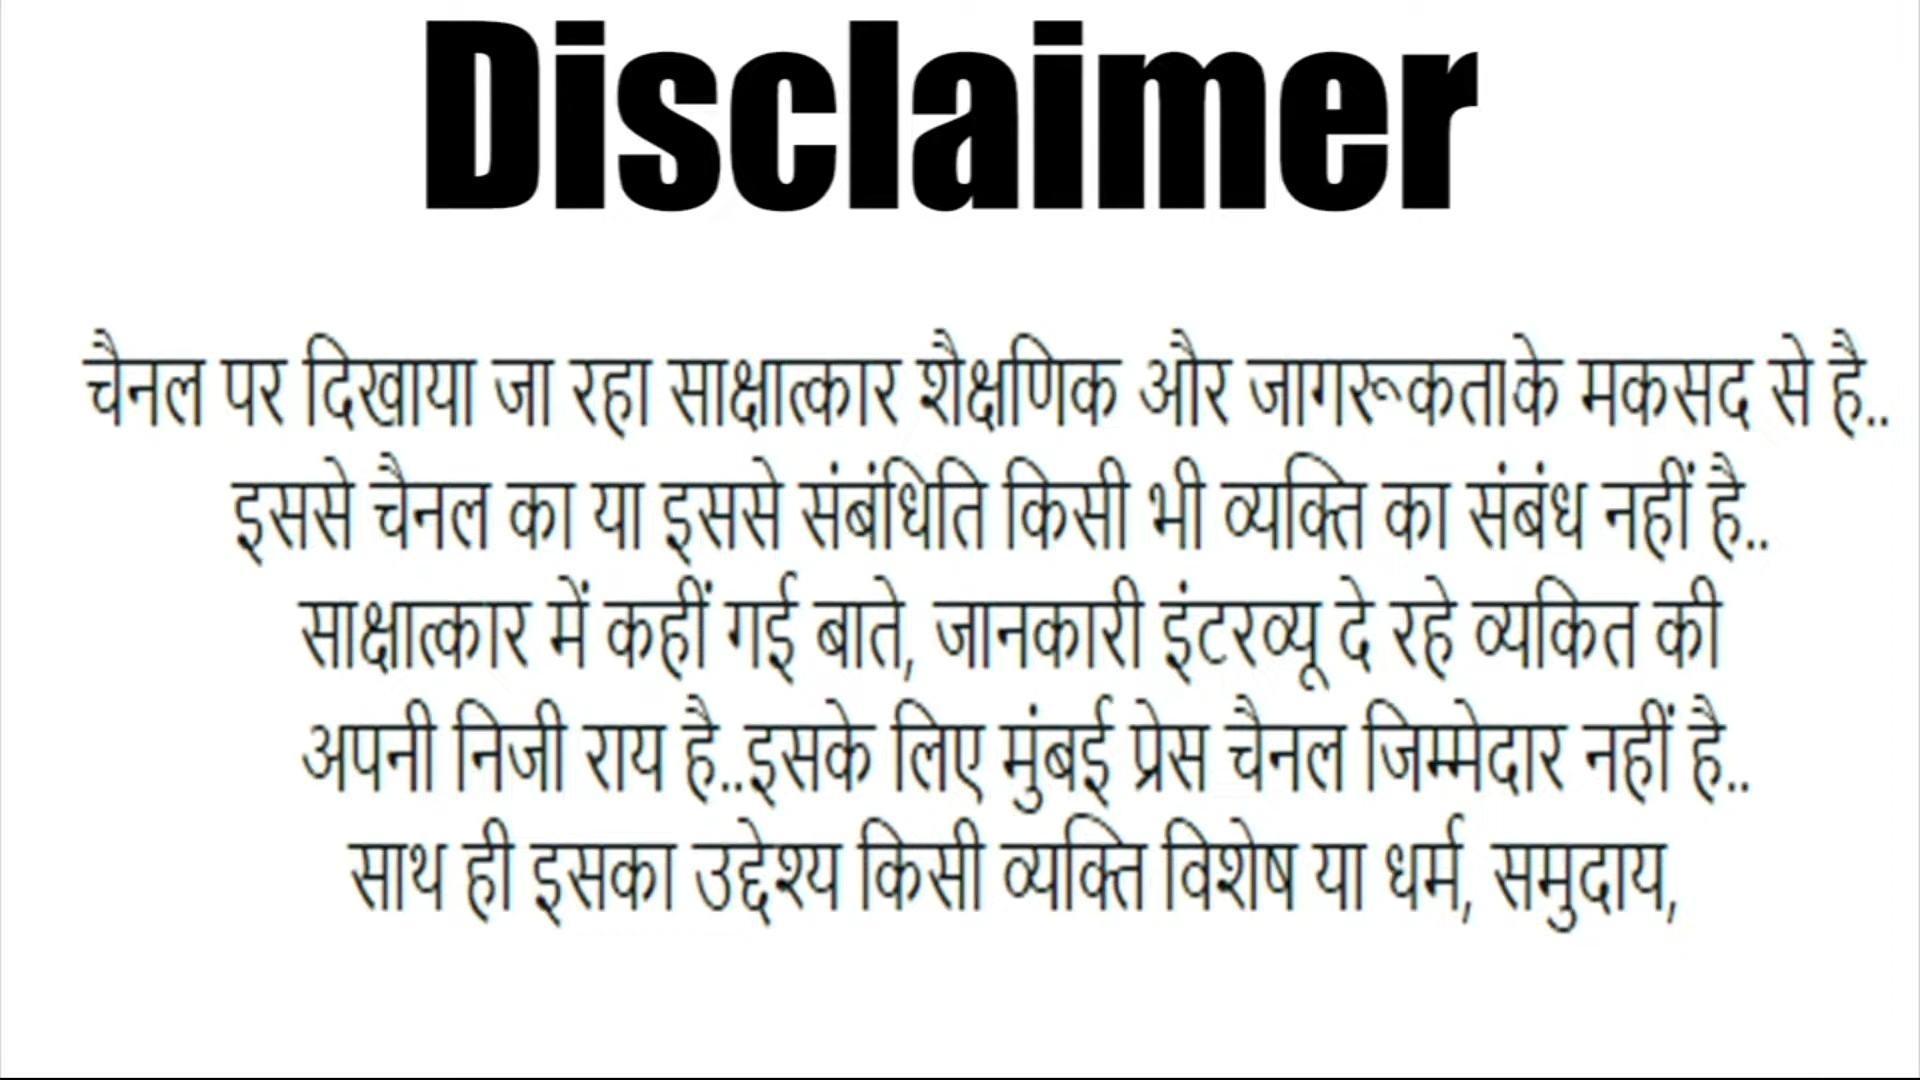 Disclaimer
चैनल पर दिखाया जा रहा साक्षात्कार शैक्षणिक और जागरूकताके मकसद से है..
इससे चैनल का या इससे संबंधिति किसी भी व्यक्ति का संबंध नहीं है..
साक्षात्कार में कहीं गई बाते, जानकारी इंटरव्यू दे रहे व्यकित की
अपनी निजी राय है..इसके लिए मुंबई प्रेस चैनल जिम्मेदार नहीं है..
साथ ही इसका उद्देश्य किसी व्यक्ति विशेष या धर्म, समुदाय,